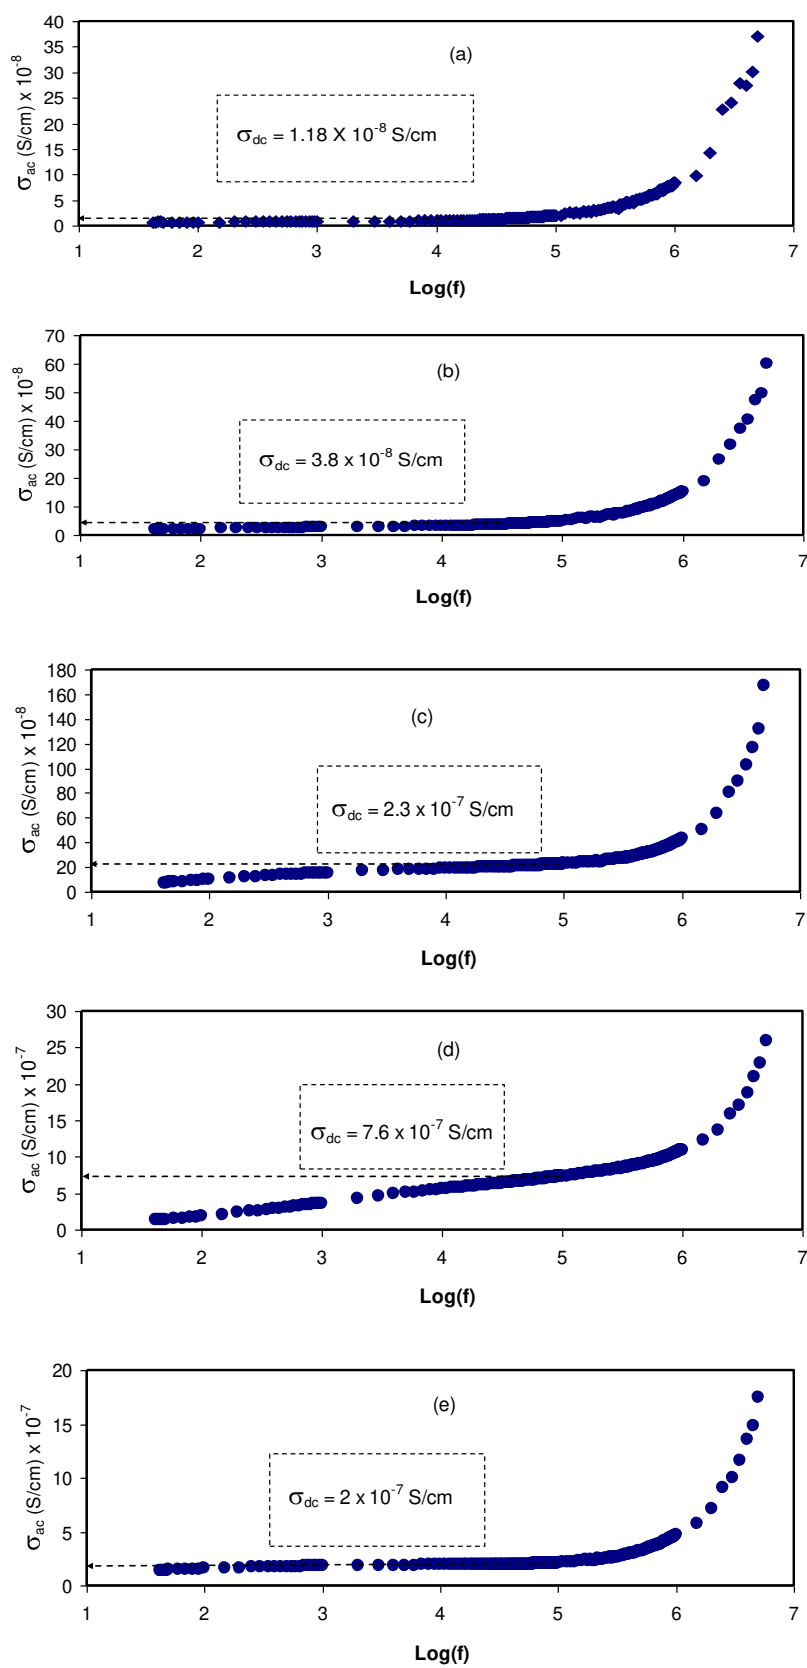 40
35
30
25
20
15
10
5
0
σac (S/cm) x 10-8
(a)
σdc = 1.18 X 10-8 S/cm
1 2 3 4 5 6 7
Log(f)
70
60
50
40
30
20
10
0
σac (S/cm) x 10-8
(b)
σdc = 3.8 x 10-8 S/cm
1 2 3 4 5 6 7
Log(f)
180
160
140
120
100
80
60
40
20
0
σac (S/cm) x 10-8
(c)
σdc = 2.3 x 10-7 S/cm
1 2 3 4 5 6 7
Log(f)
30
25
20
15
10
5
0
σac (S/cm) x 10-7
(d)
σdc = 7.6 x 10-7 S/cm
1 2 3 4 5 6 7
Log(f)
20
15
10
5
0
σac (S/cm) x 10-7
(e)
σdc = 2 x 10-7 S/cm
1 2 3 4 5 6 7
Log(f)